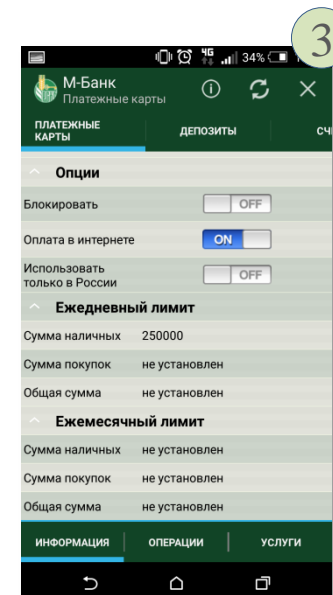 3
4G 34%
М-Банк
Платежные карты
ПЛАТЕЖНЫЕ
КАРТЫ
ДЕПОЗИТЫ
Опции
Блокировать OFF
Оплата в интернете ON
Использовать
только в России OFF
Ежедневный лимит
Сумма наличных 250000
Сумма покупок не установлен
Общая сумма не установлен
Ежемесячный лимит
Сумма наличных не установлен
Сумма покупок не установлен
Общая сумма не установлен
ИНФОРМАЦИЯ ОПЕРАЦИИ УСЛУГИ